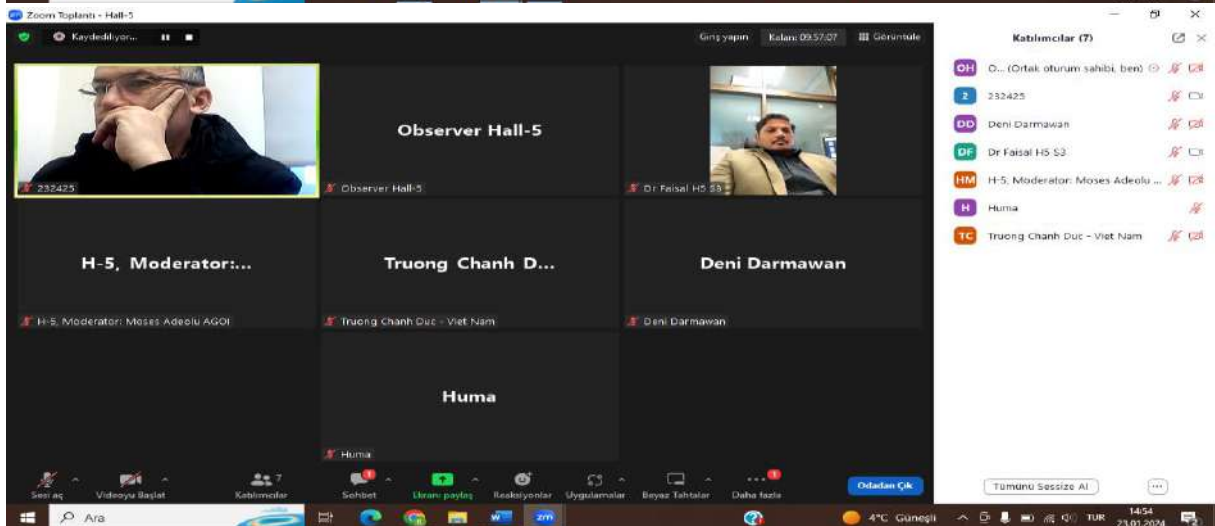 Zoom Toplantı - Hall-5
Kaydediliyor...
Giriş yapın
Kalan: 09:57:07
Görüntüle
232425
Observer Hall-5
Observer Hall-5
Dr Faisal H5 S3
H-5, Moderator:...
H-5, Moderator: Moses Adeolu AGOI
Truong Chanh D...
Truong Chanh Duc - Viet Nam
Deni Darmawan
Deni Darmawan
Huma
Huma
Katılımcılar (7)
OH O... (Ortak oturum sahibi, ben)
2 232425
DD Deni Darmawan
DF Dr Faisal H5 S3
HM H-5, Moderator: Moses Adeolu ...
H Huma
TC Truong Chanh Duc - Viet Nam
Sesi aç
Videoyu Başlat
7
Katılımcılar
1
Sohbet
Ekranı paylaş
Reaksiyonlar
Uygulamalar
Beyaz Tahtalar
1
Daha fazla
Odadan Çık
Tümünü Sessize Al
Ara
zm
4°C Güneşli
TUR
14:54
23.01.2024
2